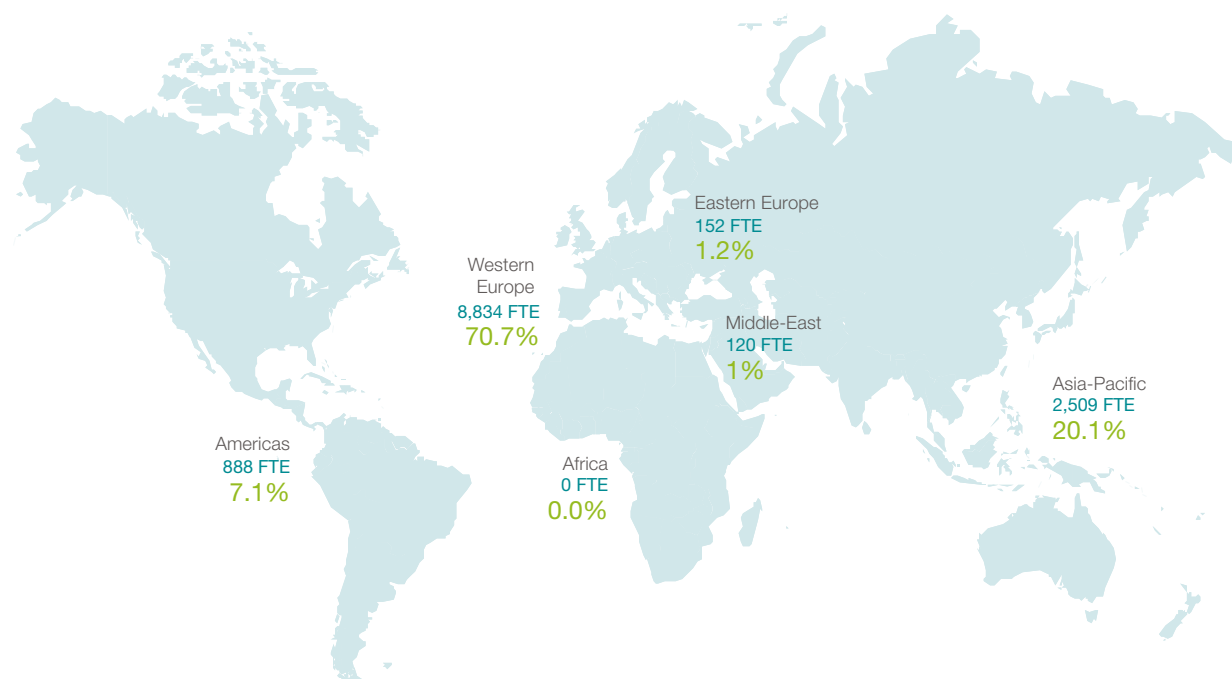 Eastern Europe
152 FTE
1.2%
Western
Europe
8,834 FTE
70.7%
Middle-East
120 FTE
1%
Asia-Pacific
2,509 FTE
20.1%
Americas
888 FTE
7.1%
Africa
0 FTE
0.0%